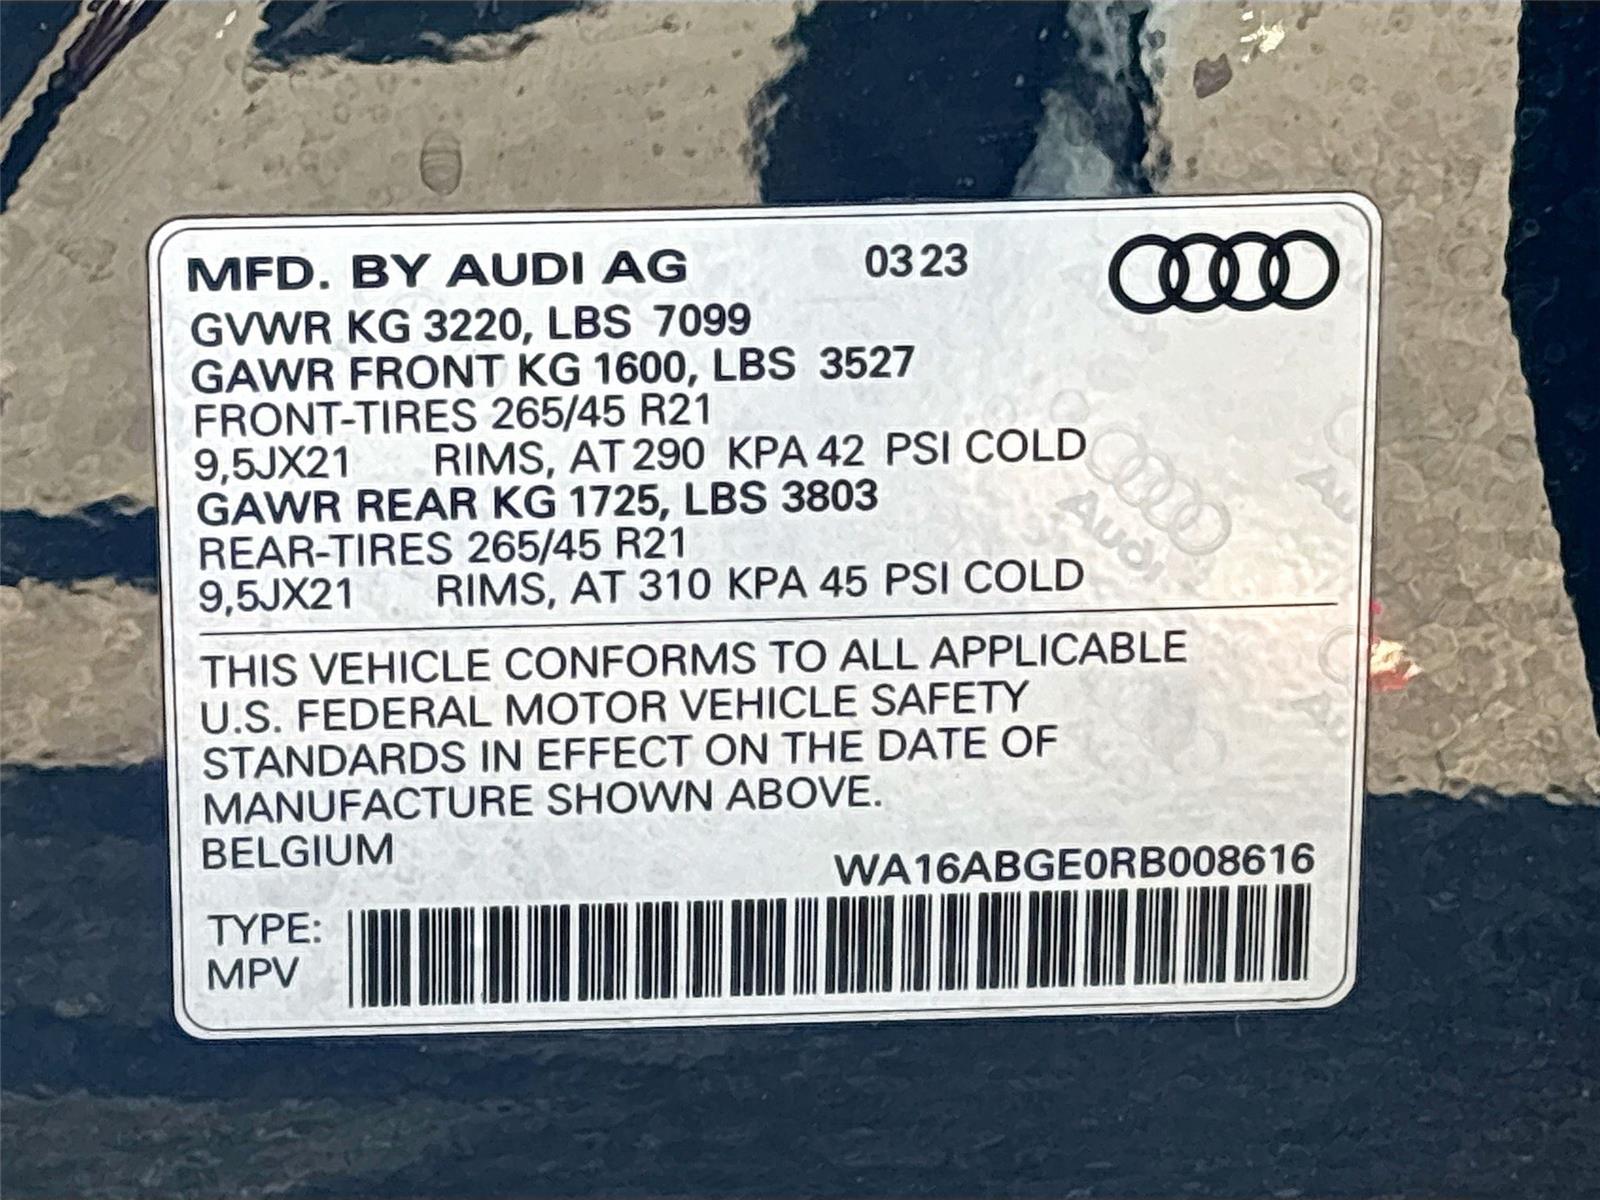 MFD. BY AUDI AG 03 23
GVWR KG 3220, LBS 7099
GAWR FRONT KG 1600, LBS 3527
FRONT-TIRES 265/45 R21
9,5JX21 RIMS, AT 290 KPA 42 PSI COLD
GAWR REAR KG 1725, LBS 3803
REAR-TIRES 265/45 R21
9,5JX21 RIMS, AT 310 KPA 45 PSI COLD
Audi
THIS VEHICLE CONFORMS TO ALL APPLICABLE
U.S. FEDERAL MOTOR VEHICLE SAFETY
STANDARDS IN EFFECT ON THE DATE OF
MANUFACTURE SHOWN ABOVE.
BELGIUM
WA16ABGE0RB008616
TYPE:
MPV